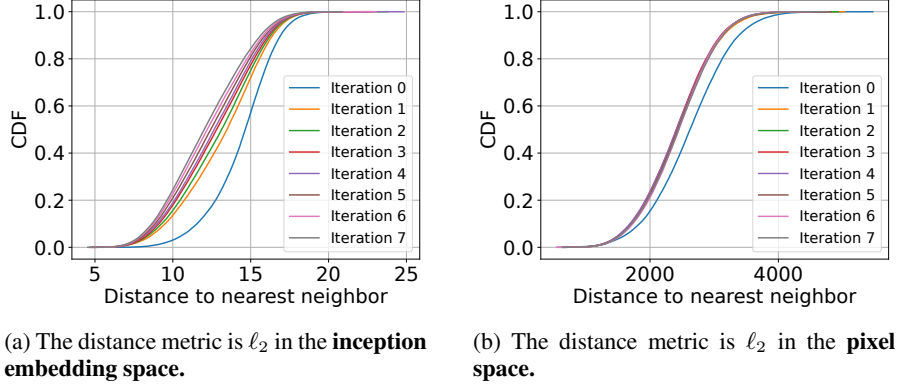 1.0
0.8
0.6
0.4
0.2
0.0
CDF
Iteration 0
Iteration 1
Iteration 2
Iteration 3
Iteration 4
Iteration 5
Iteration 6
Iteration 7
5 10 15 20 25
Distance to nearest neighbor
1.0
0.8
0.6
0.4
0.2
0.0
CDF
Iteration 0
Iteration 1
Iteration 2
Iteration 3
Iteration 4
Iteration 5
Iteration 6
Iteration 7
2000 4000
Distance to nearest neighbor
(a) The distance metric is ℓ₂ in the inception
embedding space.
(b) The distance metric is ℓ₂ in the pixel
space.